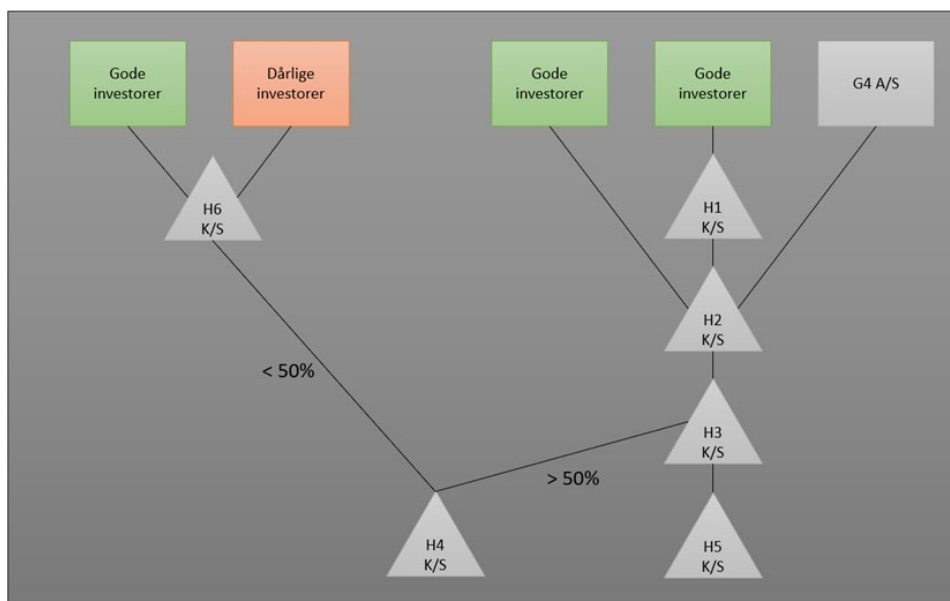 Gode
investorer
Dårlige
investorer
Gode
investorer
Gode
investorer
G4 A/S
H6
K/S
H1
K/S
H2
K/S
< 50%
H3
K/S
> 50%
H4
K/S
H5
K/S